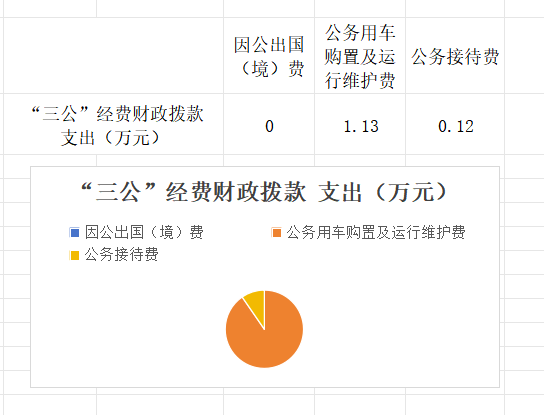 因公出国
（境）费
公务用车
购置及运
行维护费
公务接待费
“三公”经费财政拨款
支出（万元）
0
1.13
0.12
“三公”经费财政拨款 支出（万元）
因公出国（境）费
公务用车购置及运行维护费
公务接待费